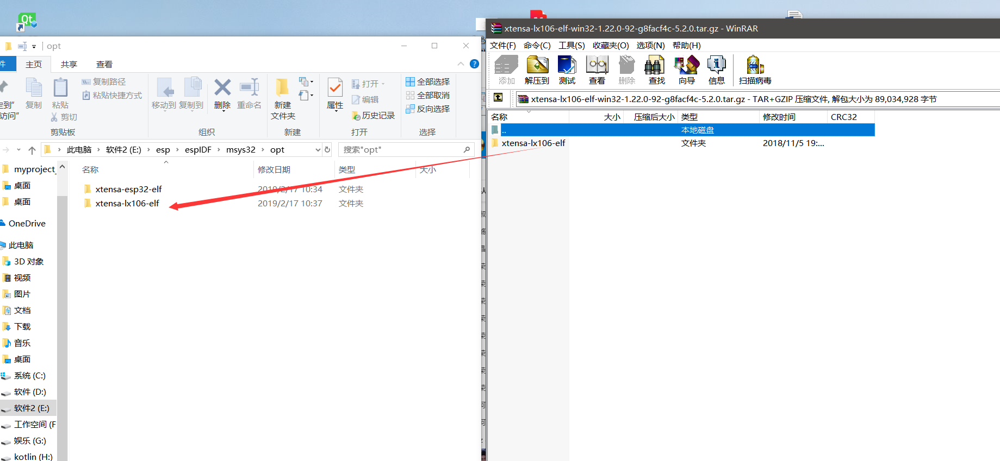 Qt
opt
件
主页
共享
查看
复制路径
粘贴快捷方式
复制
粘贴
剪切
访问"
剪贴板
移动到
复制到
删除
重命名
组织
新建
文件夹
新建
属性
打开
编辑
历史记录
打开
全部选择
全部取消
反向选择
选择
此电脑
软件2 (E:)
esp
espIDF
msys32
opt
搜索"opt"
名称
修改日期
类型
大小
xtensa-esp32-elf
2019/2/17 10:34
文件夹
xtensa-lx106-elf
2019/2/17 10:37
文件夹
myproject_
桌面
桌面
OneDrive
此电脑
3D 对象
视频
图片
文档
下载
音乐
桌面
系统 (C:)
软件 (D:)
软件2 (E:)
工作空间 (F
娱乐 (G:)
kotlin (H:)
xtensa-lx106-elf-win32-1.22.0-92-g8facf4c-5.2.0.tar.gz - WinRAR
文件(F)
命令(C)
工具(S)
收藏夹(O)
选项(N)
帮助(H)
添加
解压到
测试
查看
删除
查找
向导
信息
扫描病毒
xtensa-lx106-elf-win32-1.22.0-92-g8facf4c-5.2.0.tar.gz - TAR+GZIP 压缩文件, 解包大小为 89,034,928 字节
名称
大小
压缩后大小
类型
修改时间
CRC32
..
本地磁盘
xtensa-lx106-elf
文件夹
2018/11/5 19:...